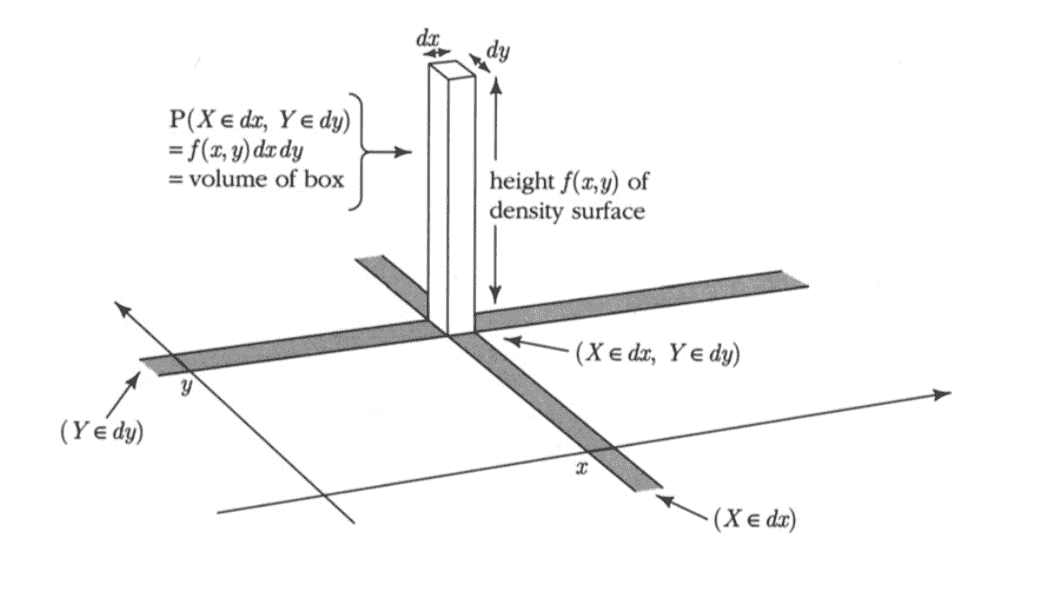 dx
dy
P(X ∈ dx, Y ∈ dy)
= f(x, y) dx dy
= volume of box
height f(x,y) of
density surface
(X ∈ dx, Y ∈ dy)
y
(Y ∈ dy)
x
(X ∈ dx)